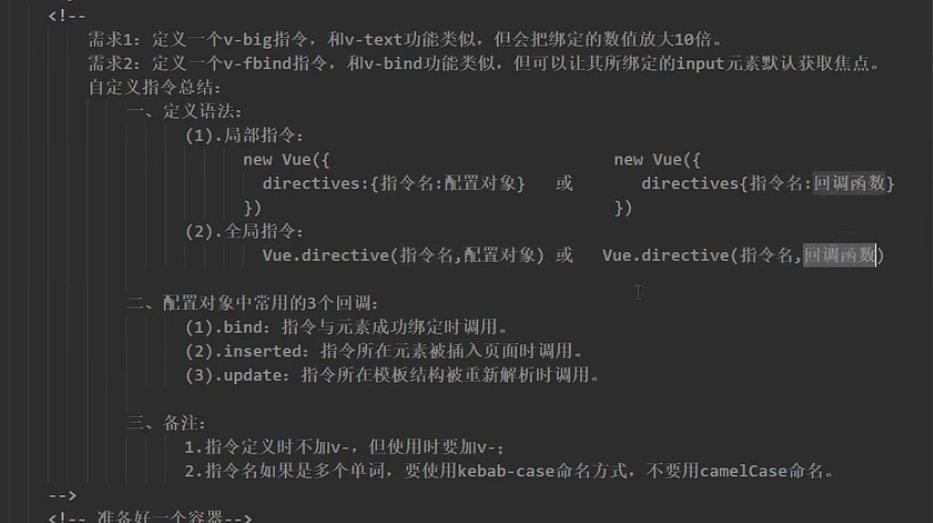 <!--
需求1：定义一个v-big指令，和v-text功能类似，但会把绑定的数值放大10倍。
需求2：定义一个v-fbind指令，和v-bind功能类似，但可以让其所绑定的input元素默认获取焦点。
自定义指令总结：
一、定义语法：
(1).局部指令：
new Vue({ new Vue({
directives:{指令名:配置对象} 或 directives{指令名:回调函数}
}) })
(2).全局指令：
Vue.directive(指令名,配置对象) 或 Vue.directive(指令名,回调函数)
二、配置对象中常用的3个回调：
(1).bind：指令与元素成功绑定时调用。
(2).inserted：指令所在元素被插入页面时调用。
(3).update：指令所在模板结构被重新解析时调用。
三、备注：
1.指令定义时不加v-，但使用时要加v-；
2.指令名如果是多个单词，要使用kebab-case命名方式，不要用camelCase命名。
-->
<!-- 准备好一个容器-->